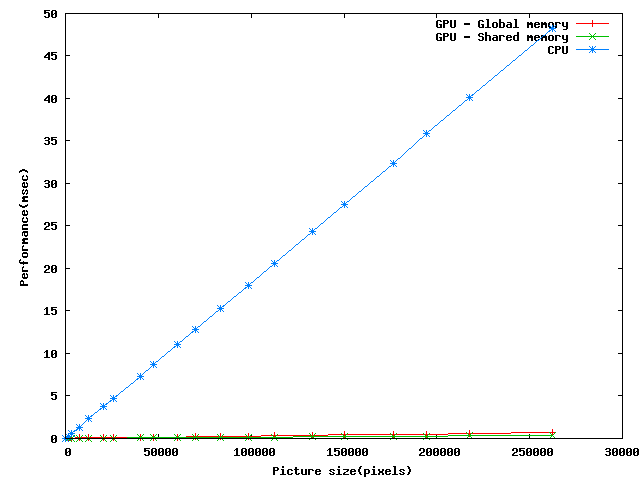 50
GPU - Global memory
GPU - Shared memory
CPU
45
40
35
30
25
20
15
10
5
0
Performance(msec)
0 50000 100000 150000 200000 250000 300000
Picture size(pixels)